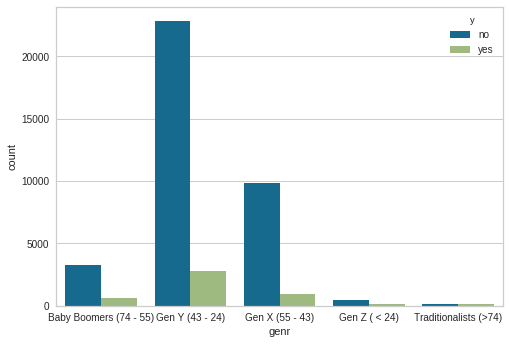 y
no
yes
20000
15000
10000
5000
0
count
Baby Boomers (74 - 55)
Gen Y (43 - 24)
Gen X (55 - 43)
Gen Z ( < 24)
Traditionalists (>74)
genr